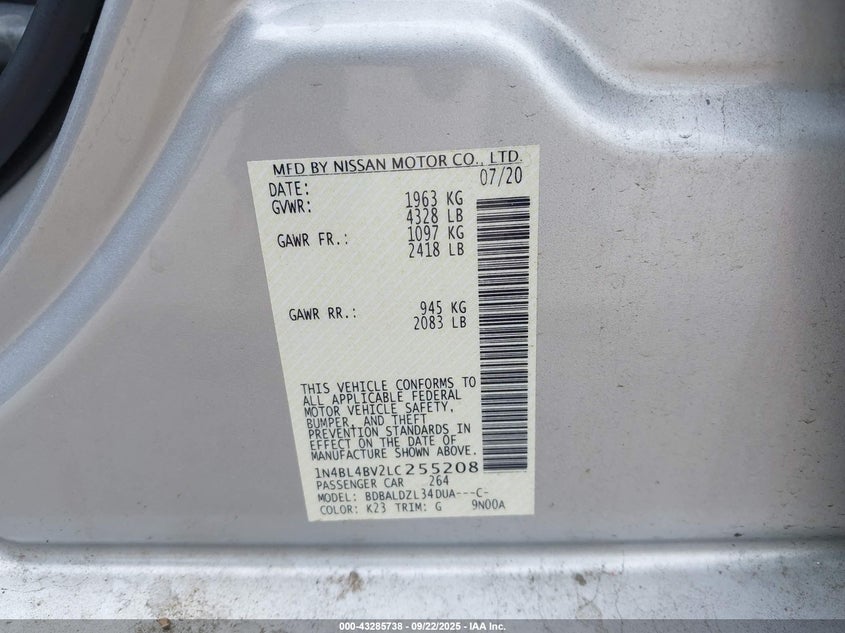 MFD BY NISSAN MOTOR CO., LTD.
DATE: 07/20
GVWR: 1963 KG
4328 LB
GAWR FR.: 1097 KG
2418 LB
GAWR RR.: 945 KG
2083 LB
THIS VEHICLE CONFORMS TO
ALL APPLICABLE FEDERAL
MOTOR VEHICLE SAFETY,
BUMPER, AND THEFT
PREVENTION STANDARDS IN
EFFECT ON THE DATE OF
MANUFACTURE SHOWN ABOVE.
1N4BL4BV2LC255208
PASSENGER CAR 264
MODEL: BDBALDZL34DUA---C-
COLOR: K23 TRIM: G 9N00A
000-43285738 - 09/22/2025 - IAA Inc.